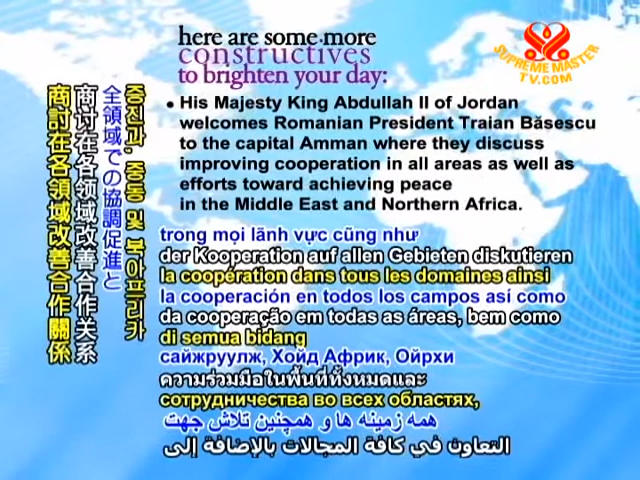 here are some more
constructives
to brighten your day:
SUPREME MASTER
TV.COM
• His Majesty King Abdullah II of Jordan
welcomes Romanian President Traian Băsescu
to the capital Amman where they discuss
improving cooperation in all areas as well as
efforts toward achieving peace
in the Middle East and Northern Africa.
증진과, 중동 및 북아프리카
全領域での協調促進と
商讨在各领域改善合作关系
商討在各領域改善合作關係
trong mọi lãnh vực cũng như
der Kooperation auf allen Gebieten diskutieren
la coopération dans tous les domaines ainsi
la cooperación en todos los campos así como
da cooperação em todas as áreas, bem como
di semua bidang
сайжруулж, Хойд Африк, Ойрхи
ความร่วมมือในพื้นที่ทั้งหมดและ
сотрудничества во всех областях,
همه زمینه ها و همچنین تلاش جهت
التعاون في كافة المجالات بالإضافة إلى